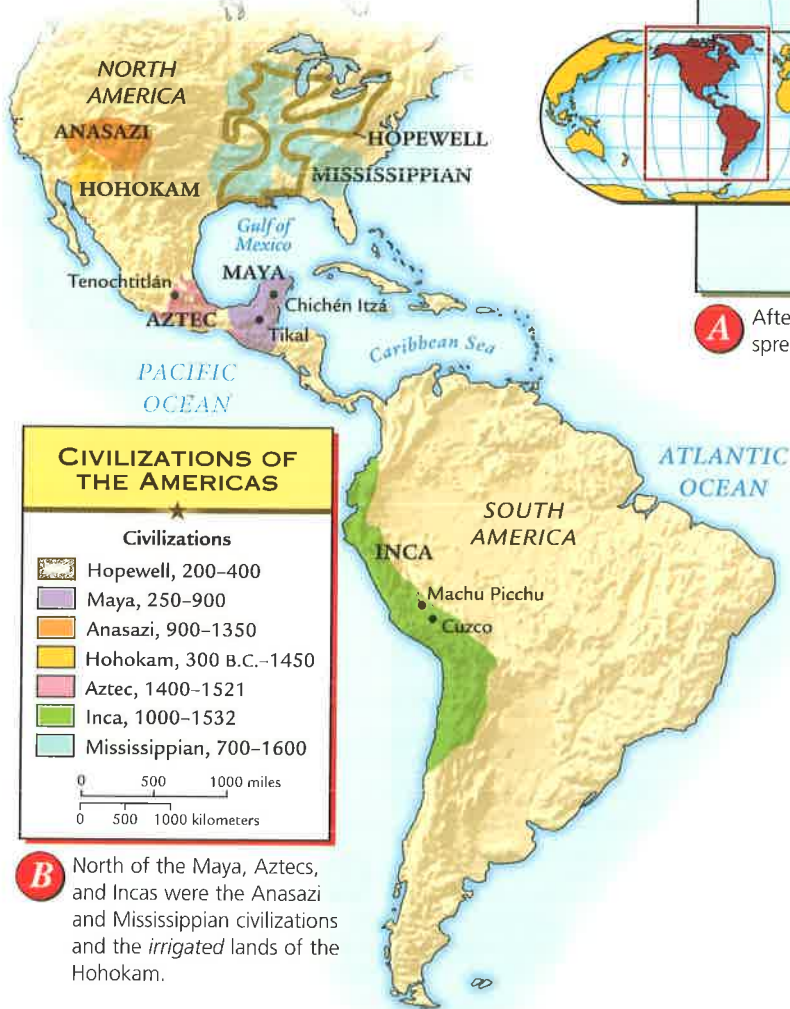 NORTH
AMERICA
ANASAZI
HOPEWELL
HOHOKAM
MISSISSIPPIAN
Gulf of
Mexico
Tenochtitlán
MAYA
Chichén Itzá
AZTEC
Tikal
Caribbean Sea
PACIFIC
OCEAN
A
Afte
spre
CIVILIZATIONS OF
THE AMERICAS
Civilizations
Hopewell, 200–400
Maya, 250–900
Anasazi, 900–1350
Hohokam, 300 B.C.–1450
Aztec, 1400–1521
Inca, 1000–1532
Mississippian, 700–1600
0 500 1000 miles
0 500 1000 kilometers
ATLANTIC
OCEAN
SOUTH
AMERICA
INCA
Machu Picchu
Cuzco
B
North of the Maya, Aztecs,
and Incas were the Anasazi
and Mississippian civilizations
and the irrigated lands of the
Hohokam.